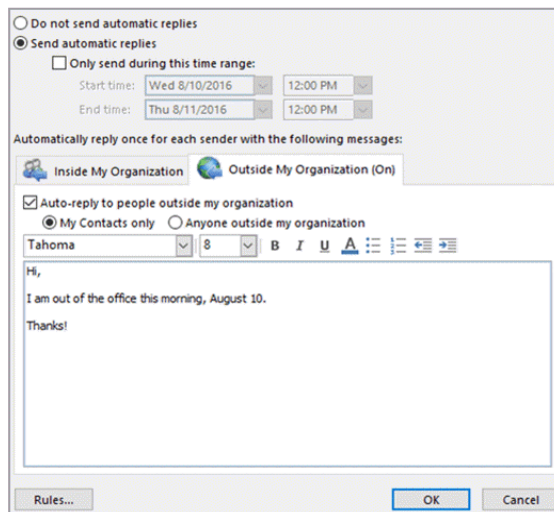 Do not send automatic replies
Send automatic replies
Only send during this time range:
Start time: Wed 8/10/2016 12:00 PM
End time: Thu 8/11/2016 12:00 PM
Automatically reply once for each sender with the following messages:
Inside My Organization Outside My Organization (On)
Auto-reply to people outside my organization
My Contacts only Anyone outside my organization
Tahoma 8 B I U A
Hi,
I am out of the office this morning, August 10.
Thanks!
Rules... OK Cancel